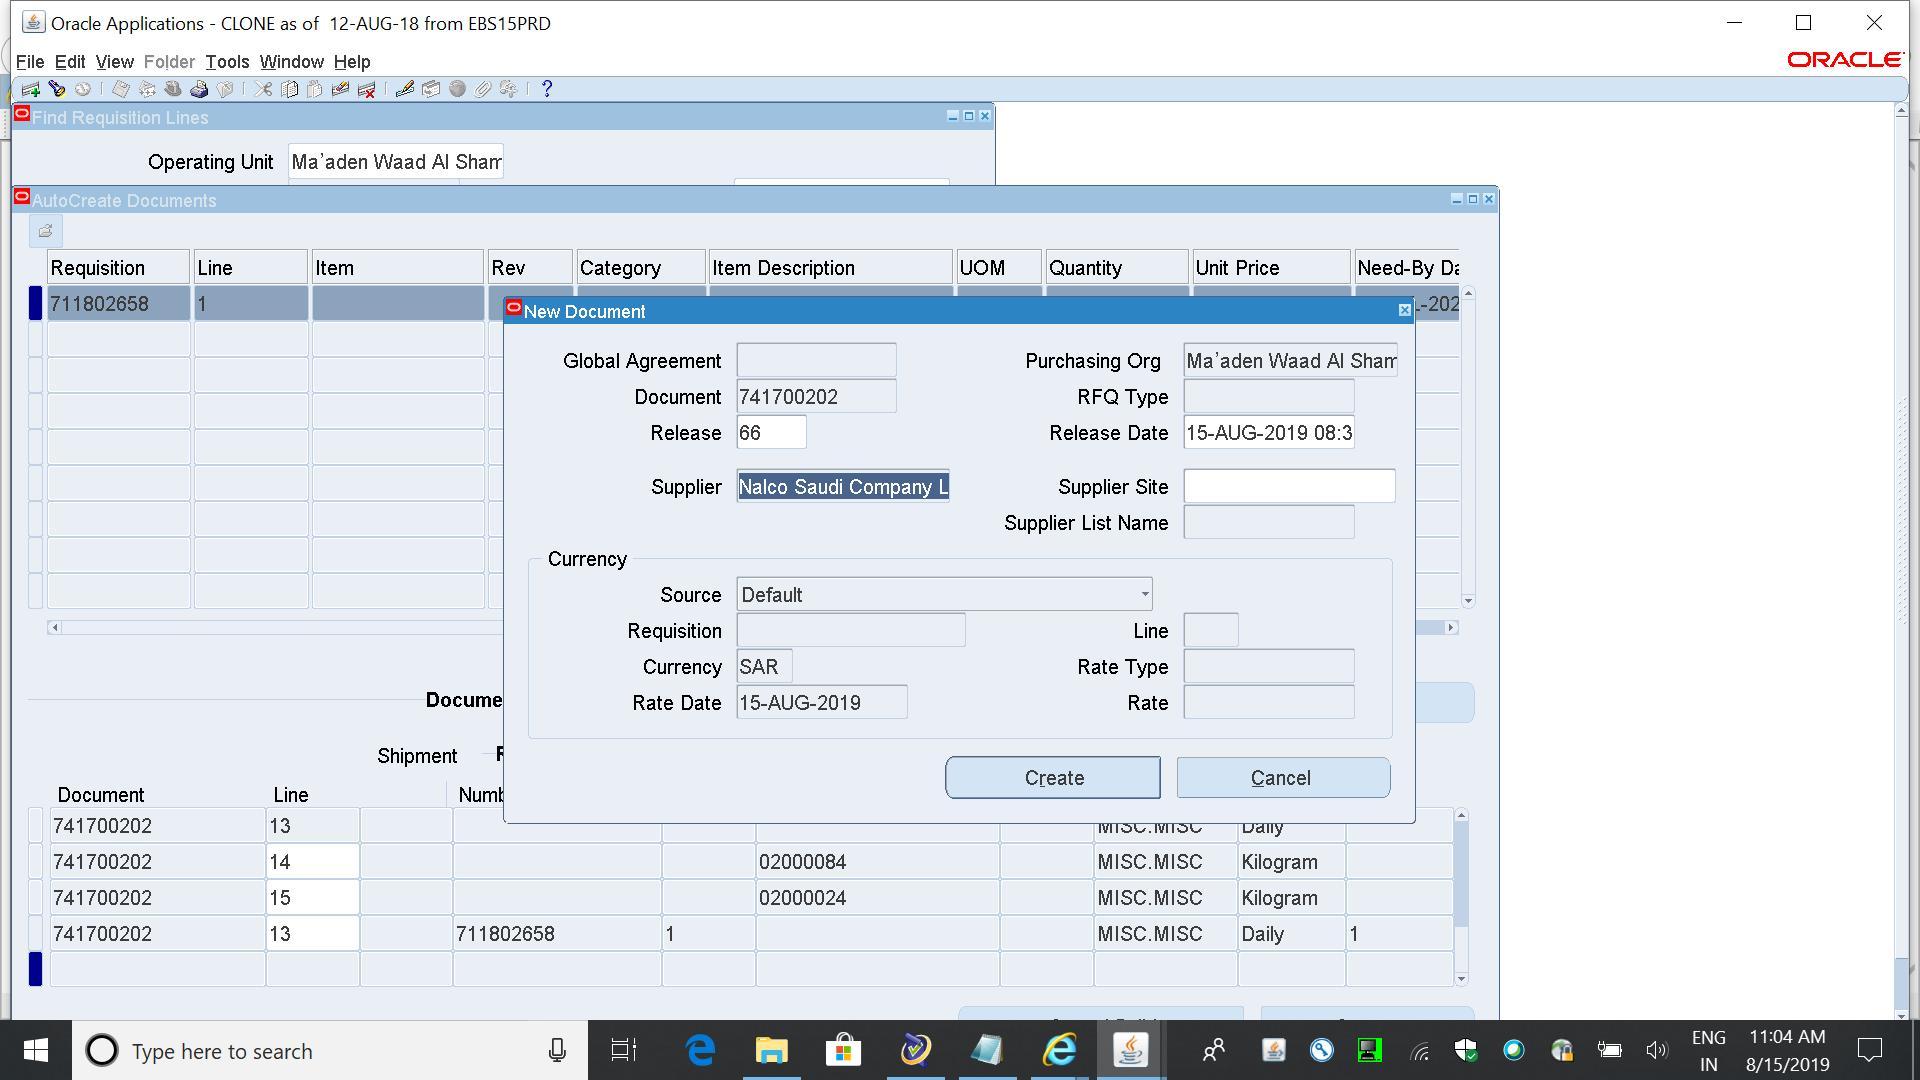 Oracle Applications - CLONE as of 12-AUG-18 from EBS15PRD
File Edit View Folder Tools Window Help
ORACLE
Find Requisition Lines
Operating Unit Ma'aden Waad Al Sham
AutoCreate Documents
Requisition Line Item Rev Category Item Description UOM Quantity Unit Price Need-By Da
711802658 1 L-202
New Document
Global Agreement Purchasing Org Ma'aden Waad Al Sham
Document 741700202 RFQ Type
Release 66 Release Date 15-AUG-2019 08:3
Supplier Nalco Saudi Company L Supplier Site
Supplier List Name
Currency
Source Default
Requisition Line
Currency SAR Rate Type
Rate Date 15-AUG-2019 Rate
Create Cancel
Docume
Shipment
Document Line Numb
741700202 13 MISC.MISC Daily
741700202 14 02000084 MISC.MISC Kilogram
741700202 15 02000024 MISC.MISC Kilogram
741700202 13 711802658 1 MISC.MISC Daily 1
Type here to search
ENG
IN
11:04 AM
8/15/2019